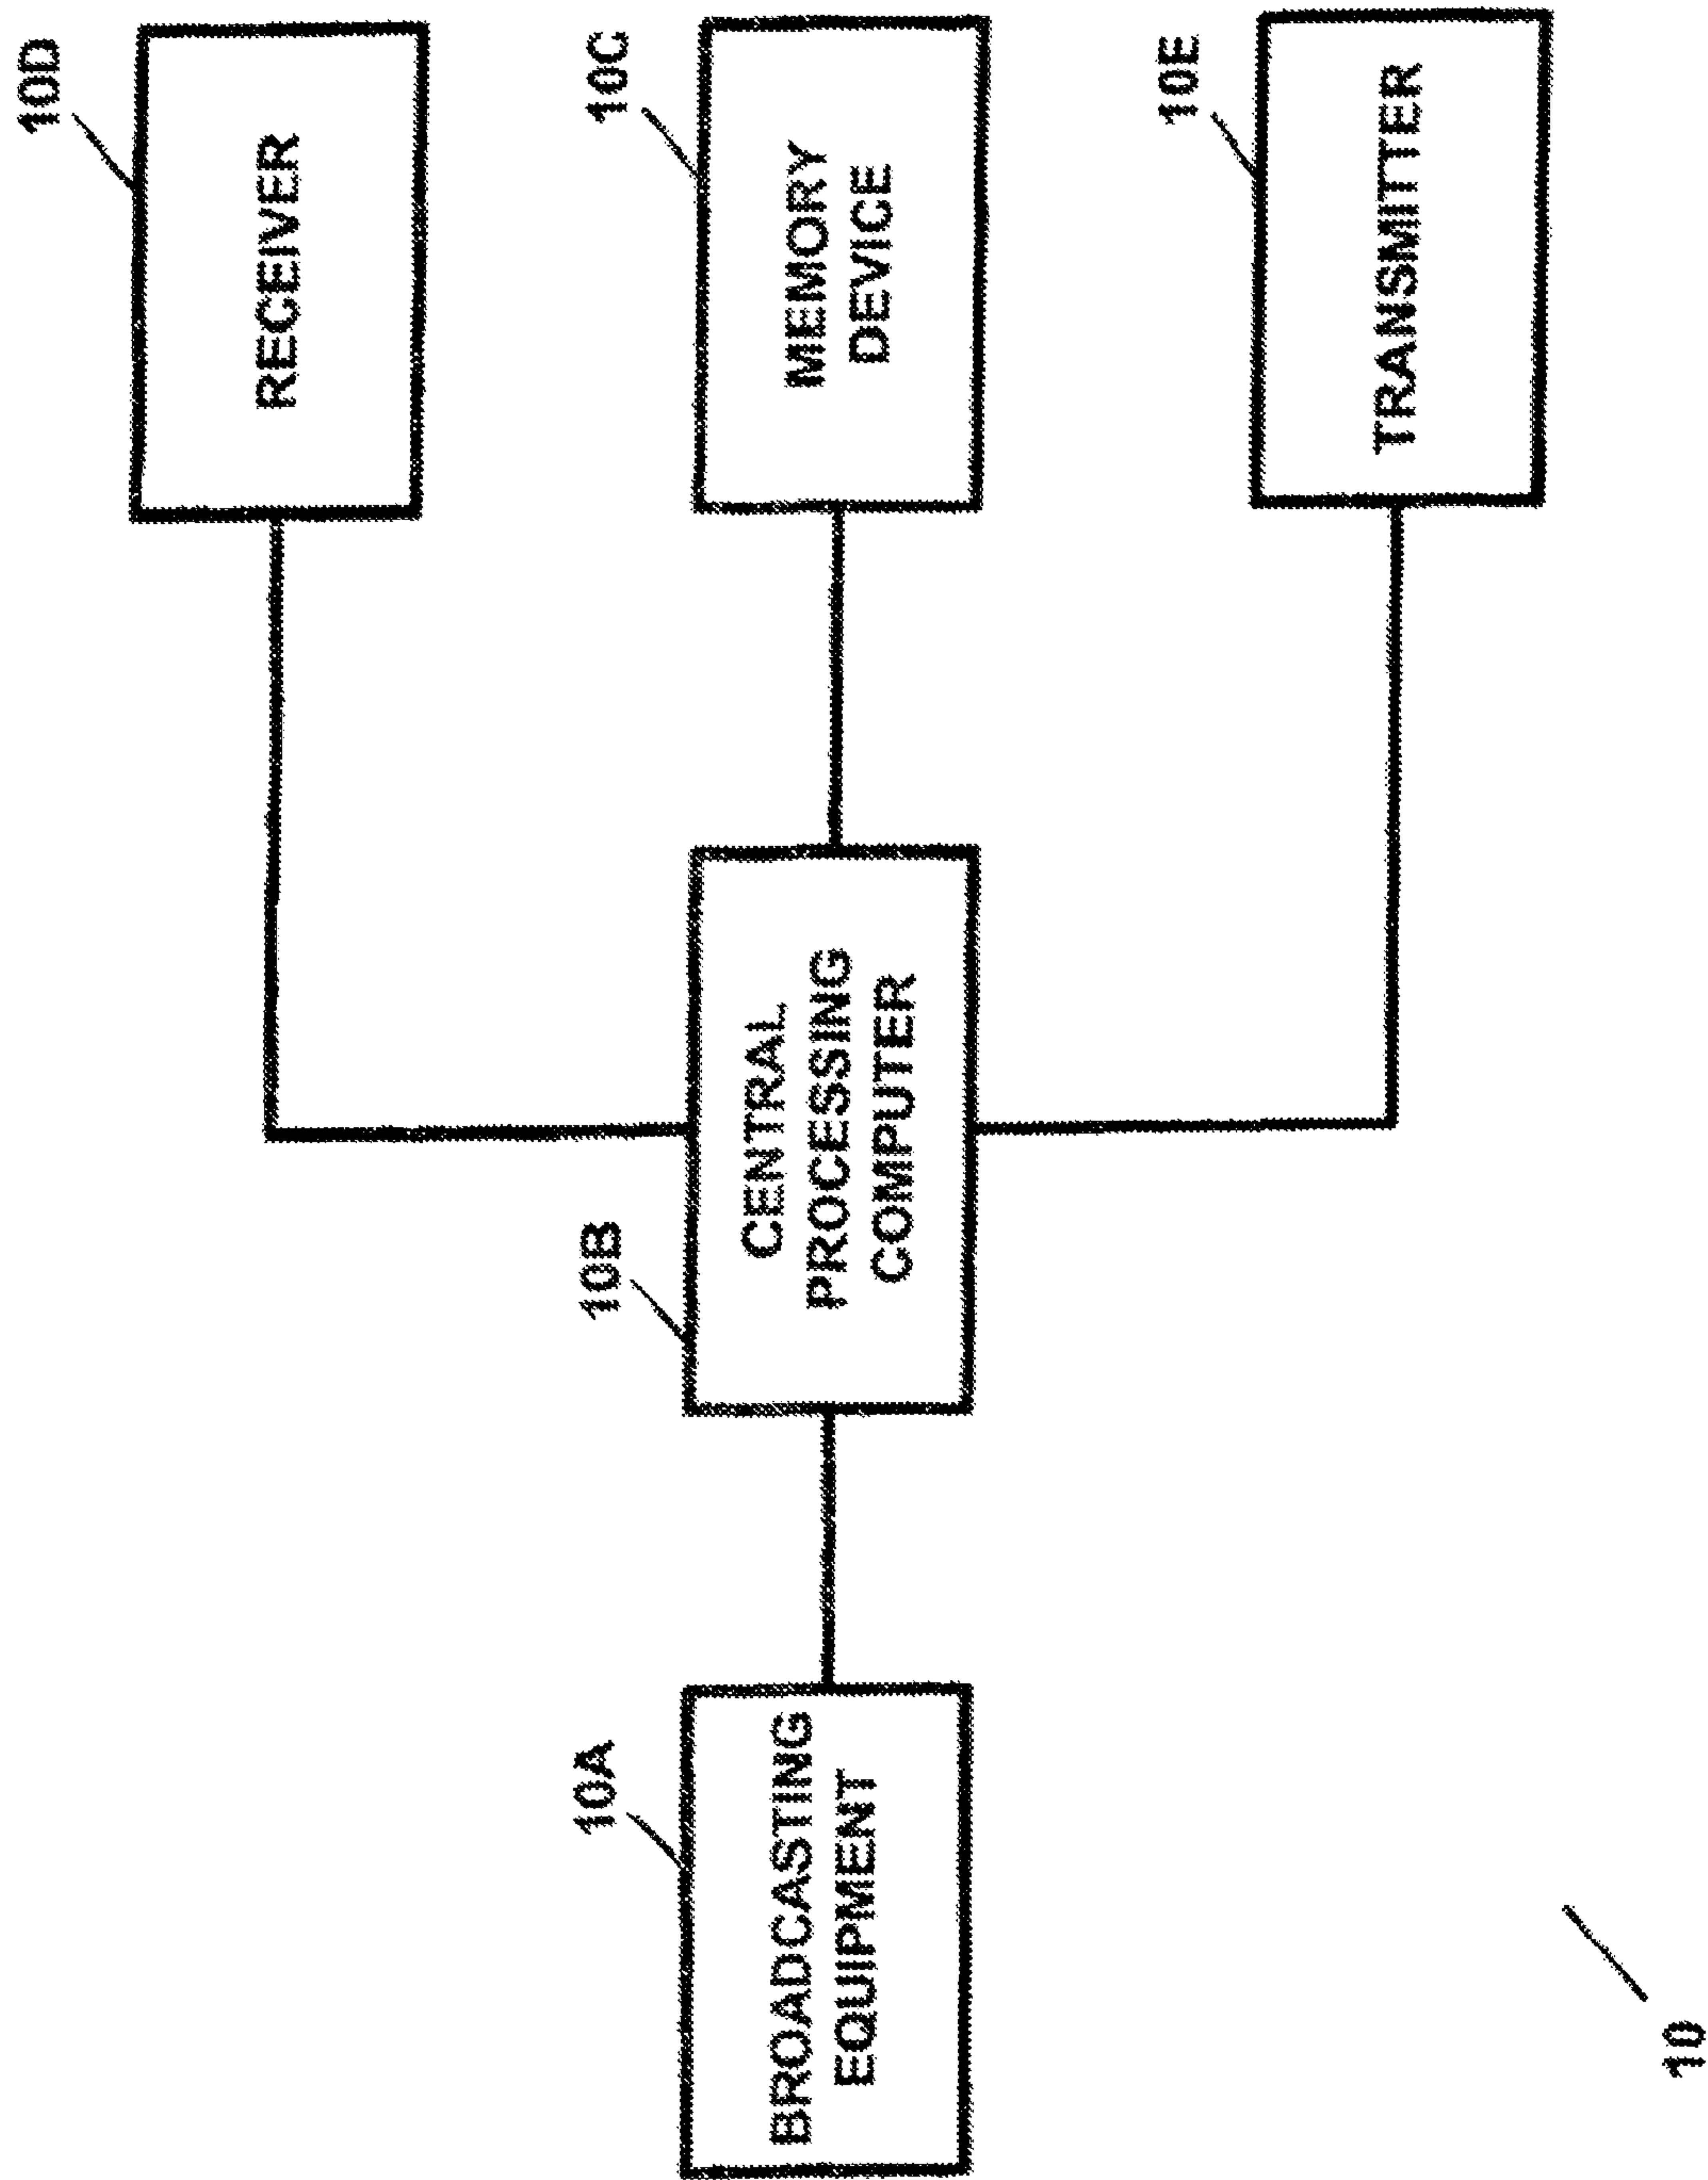 10D
RECEIVER
10A
BROADCASTING
EQUIPMENT
10B
CENTRAL
PROCESSING
COMPUTER
10C
MEMORY
DEVICE
10E
TRANSMITTER
10